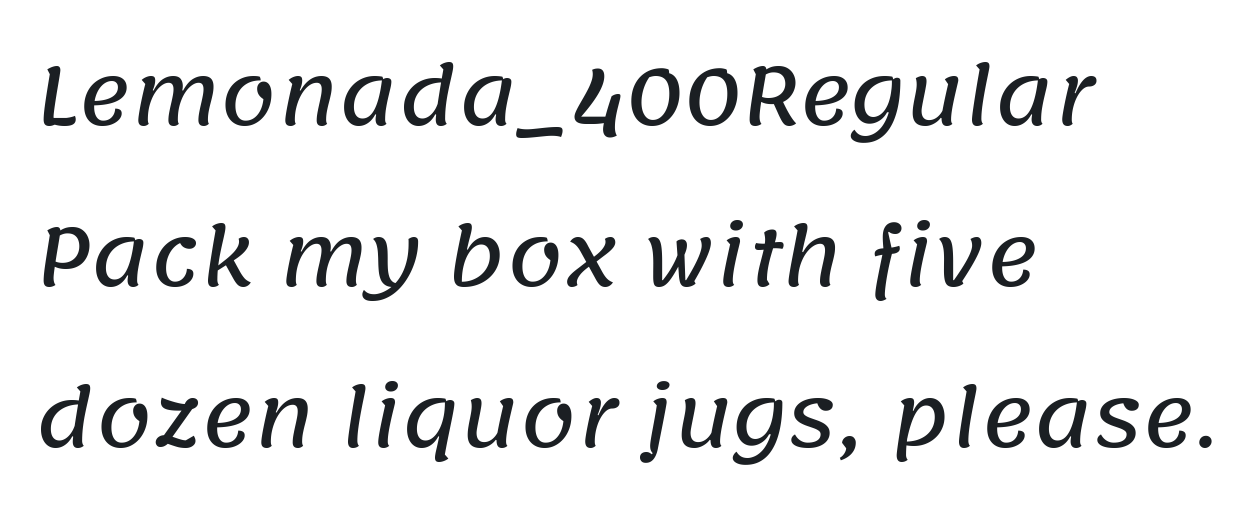 Lemonada_400Regular
Pack my box with five
dozen liquor jugs, please.